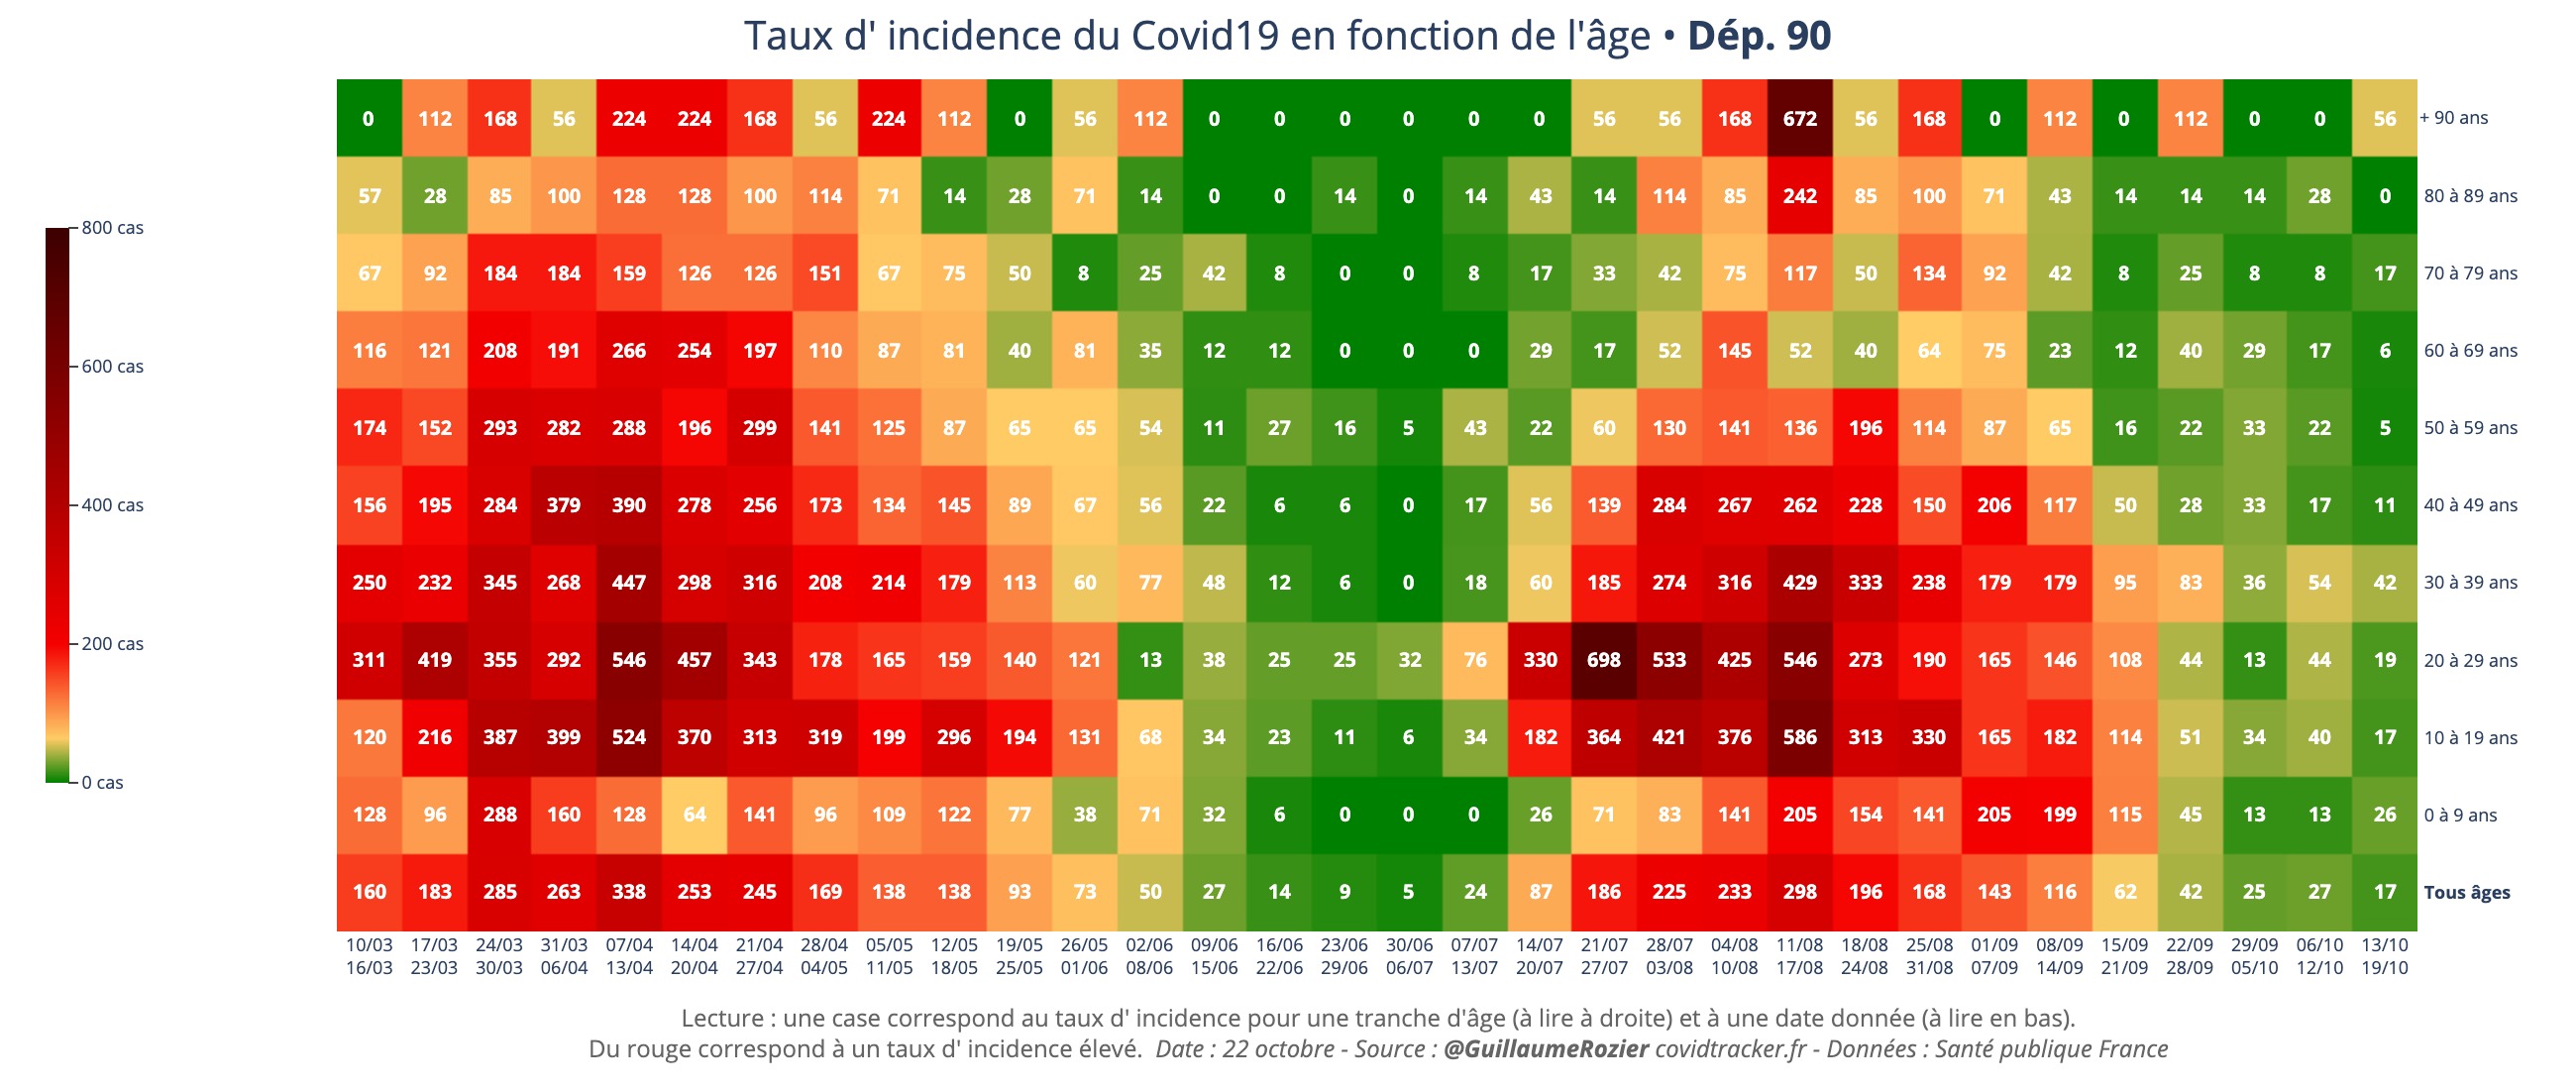 Taux d' incidence du Covid19 en fonction de l'âge • Dép. 90
0 112 168 56 224 224 168 56 224 112 0 56 112 0 0 0 0 0 0 56 56 168 672 56 168 0 112 0 112 0 0 56 + 90 ans
57 28 85 100 128 128 100 114 71 14 28 71 14 0 0 14 0 14 43 14 114 85 242 85 100 71 43 14 14 14 28 0 80 à 89 ans
800 cas
67 92 184 184 159 126 126 151 67 75 50 8 25 42 8 0 0 8 17 33 42 75 117 50 134 92 42 8 25 8 8 17 70 à 79 ans
116 121 208 191 266 254 197 110 87 81 40 81 35 12 12 0 0 0 29 17 52 145 52 40 64 75 23 12 40 29 17 6 60 à 69 ans
600 cas
174 152 293 282 288 196 299 141 125 87 65 65 54 11 27 16 5 43 22 60 130 141 136 196 114 87 65 16 22 33 22 5 50 à 59 ans
400 cas
156 195 284 379 390 278 256 173 134 145 89 67 56 22 6 6 0 17 56 139 284 267 262 228 150 206 117 50 28 33 17 11 40 à 49 ans
250 232 345 268 447 298 316 208 214 179 113 60 77 48 12 6 0 18 60 185 274 316 429 333 238 179 179 95 83 36 54 42 30 à 39 ans
200 cas
311 419 355 292 546 457 343 178 165 159 140 121 13 38 25 25 32 76 330 698 533 425 546 273 190 165 146 108 44 13 44 19 20 à 29 ans
120 216 387 399 524 370 313 319 199 296 194 131 68 34 23 11 6 34 182 364 421 376 586 313 330 165 182 114 51 34 40 17 10 à 19 ans
0 cas
128 96 288 160 128 64 141 96 109 122 77 38 71 32 6 0 0 0 26 71 83 141 205 154 141 205 199 115 45 13 13 26 0 à 9 ans
160 183 285 263 338 253 245 169 138 138 93 73 50 27 14 9 5 24 87 186 225 233 298 196 168 143 116 62 42 25 27 17 Tous âges
10/03 17/03 24/03 31/03 07/04 14/04 21/04 28/04 05/05 12/05 19/05 26/05 02/06 09/06 16/06 23/06 30/06 07/07 14/07 21/07 28/07 04/08 11/08 18/08 25/08 01/09 08/09 15/09 22/09 29/09 06/10 13/10
16/03 23/03 30/03 06/04 13/04 20/04 27/04 04/05 11/05 18/05 25/05 01/06 08/06 15/06 22/06 29/06 06/07 13/07 20/07 27/07 03/08 10/08 17/08 24/08 31/08 07/09 14/09 21/09 28/09 05/10 12/10 19/10
Lecture : une case correspond au taux d' incidence pour une tranche d'âge (à lire à droite) et à une date donnée (à lire en bas).
Du rouge correspond à un taux d' incidence élevé. Date : 22 octobre - Source : @GuillaumeRozier covidtracker.fr - Données : Santé publique France